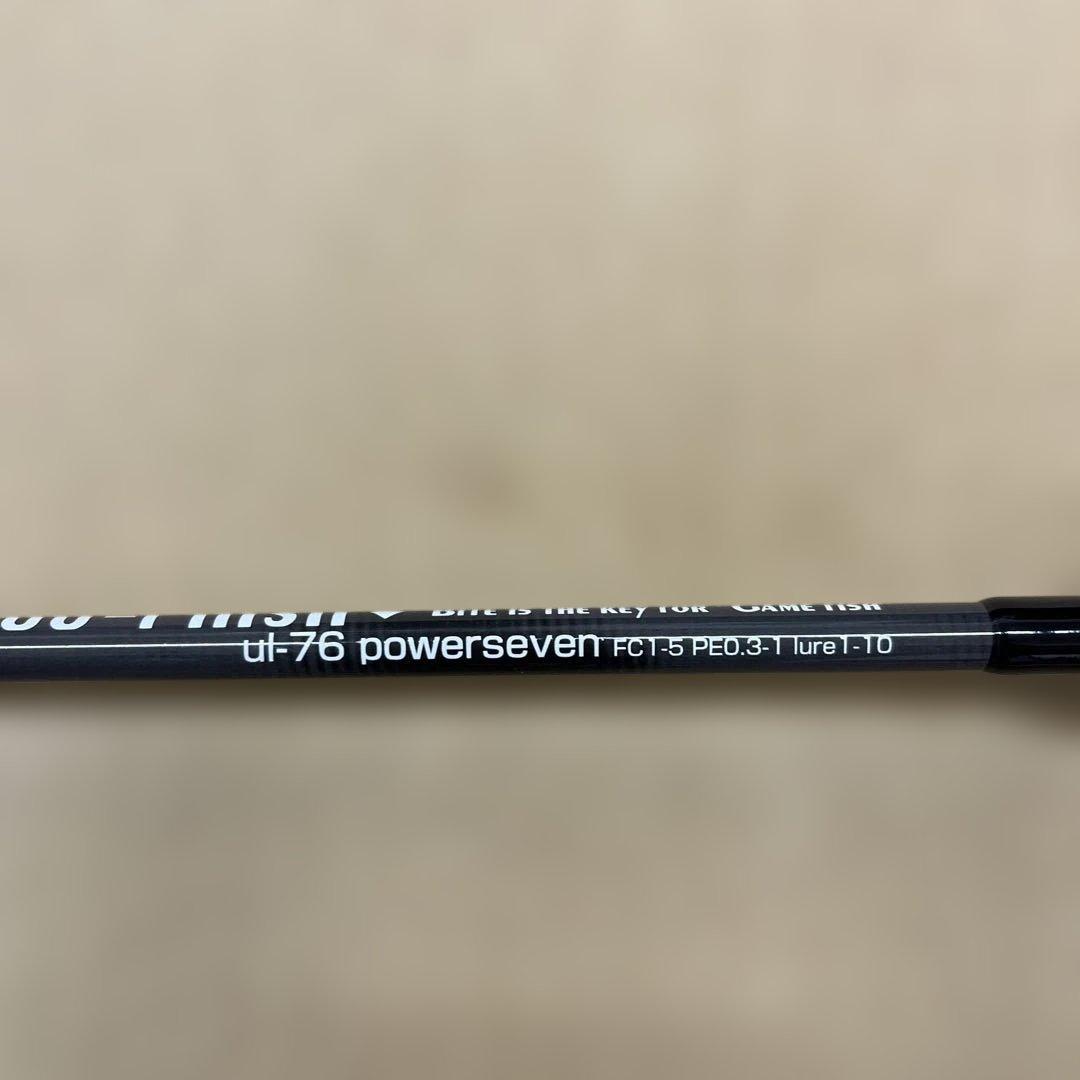 BITE IS THE KEY FOR GAME FISH
ul-76 powerseven FC1-5 PE0.3-1 lure1-10